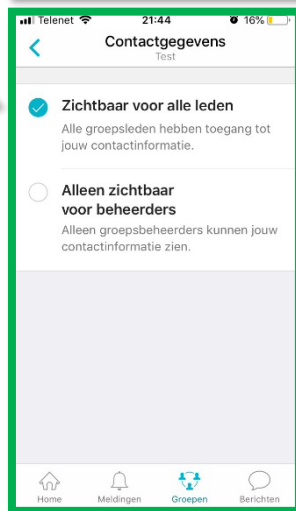 Telenet 21:44 16%
Contactgegevens
Test
Zichtbaar voor alle leden
Alle groepsleden hebben toegang tot
jouw contactinformatie.
Alleen zichtbaar
voor beheerders
Alleen groepsbeheerders kunnen jouw
contactinformatie zien.
Home Meldingen Groepen Berichten